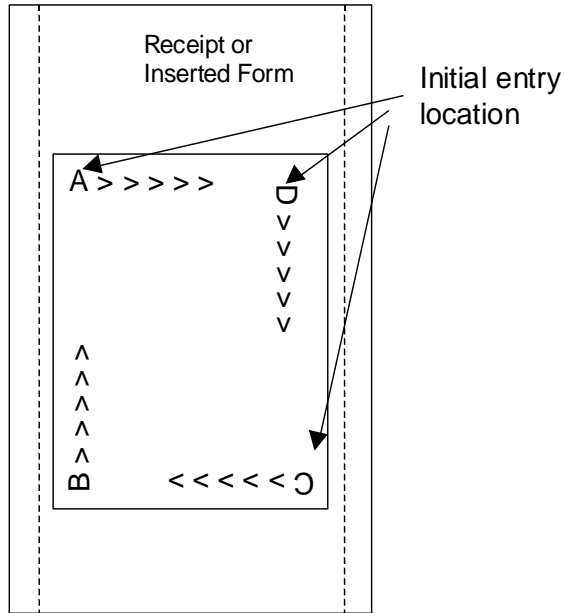 Receipt or
Inserted Form
Initial entry
location
A > > > > >
D > > > > >
B > > > > >
C > > > > >